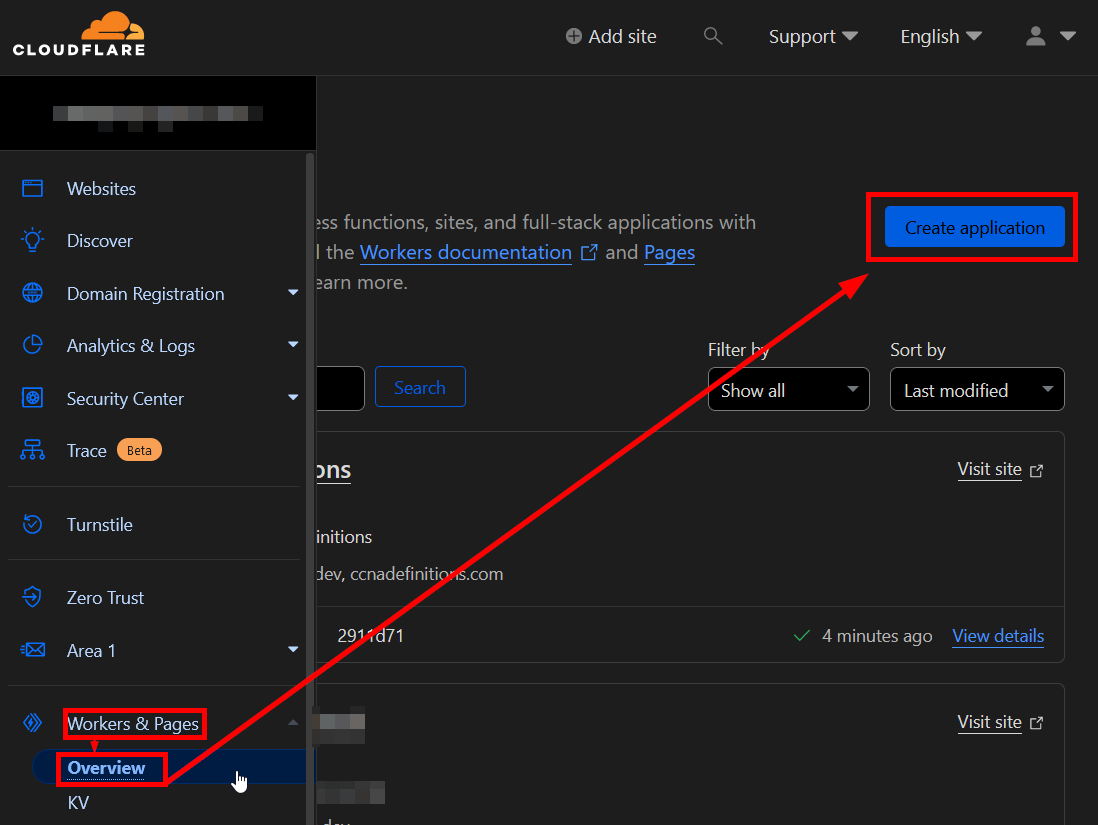 CLOUDFLARE
Add site
Support
English
Websites
Discover
Domain Registration
Analytics & Logs
Security Center
Trace Beta
Turnstile
Zero Trust
Area 1
Workers & Pages
Overview
KV
ess functions, sites, and full-stack applications with
the Workers documentation and Pages
earn more.
Create application
Search
Filter by
Show all
Sort by
Last modified
ons
Visit site
initions
dev, ccnadefinitions.com
2911d71
4 minutes ago
View details
Visit site
dev